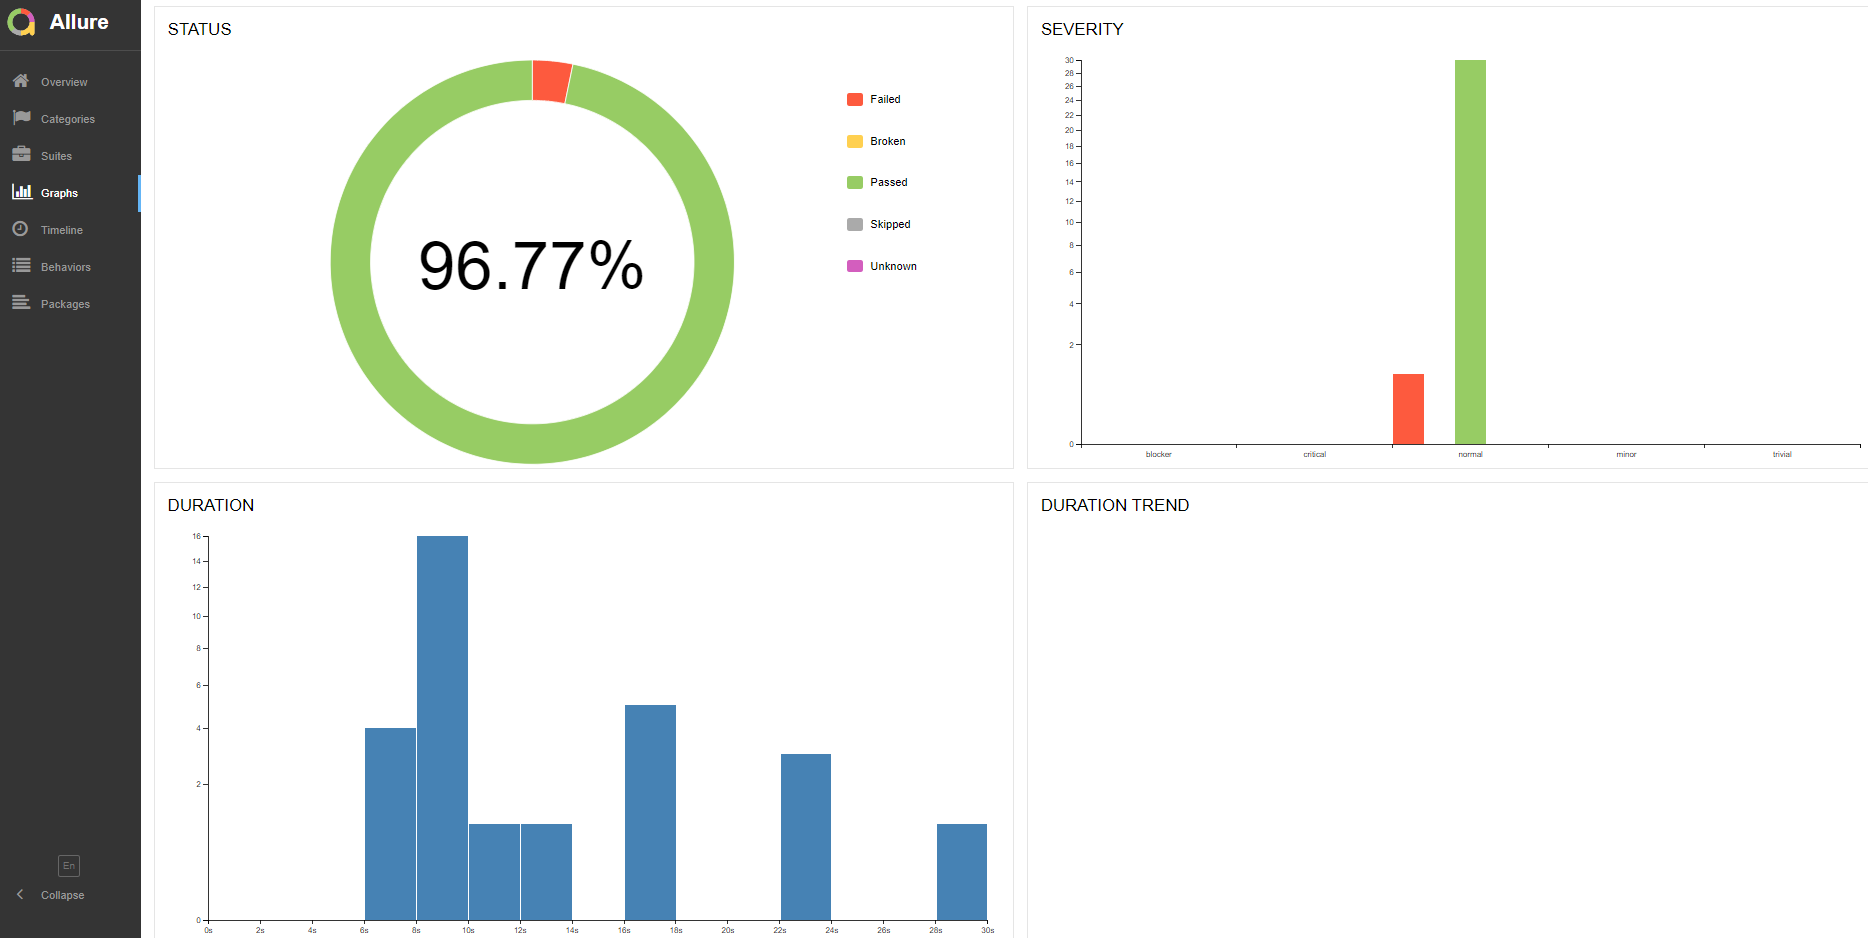 Allure
Overview
Categories
Suites
Graphs
Timeline
Behaviors
Packages
En
Collapse
STATUS
96.77%
Failed
Broken
Passed
Skipped
Unknown
SEVERITY
30
28
26
24
22
20
18
16
14
12
10
8
6
4
2
0
blocker critical normal minor trivial
DURATION
16
14
12
10
8
6
4
2
0
0s 2s 4s 6s 8s 10s 12s 14s 16s 18s 20s 22s 24s 26s 28s 30s
DURATION TREND